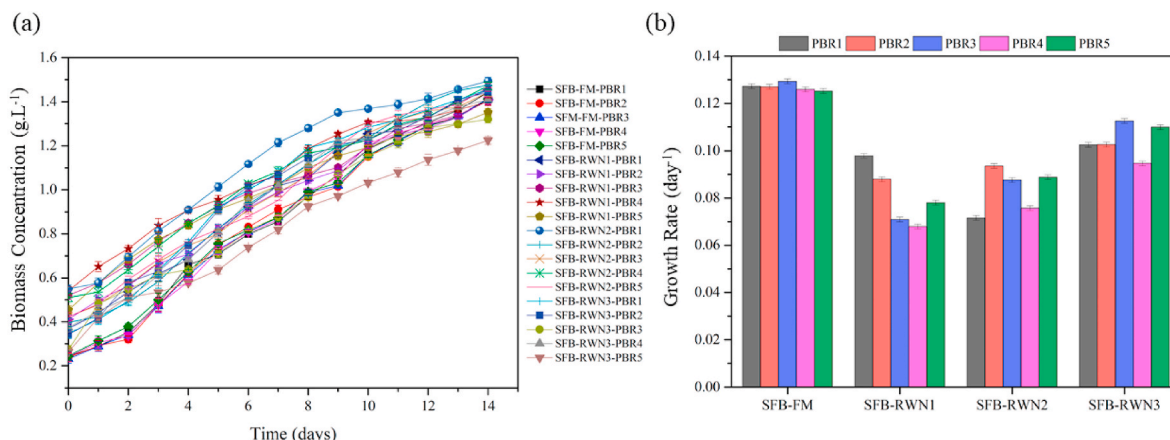 (a)
Biomass Concentration (g.L⁻¹)
1.6
1.4
1.2
1.0
0.8
0.6
0.4
0.2
0 2 4 6 8 10 12 14
Time (days)
SFB-FM-PBR1
SFB-FM-PBR2
SFM-FM-PBR3
SFB-FM-PBR4
SFB-FM-PBR5
SFB-RWN1-PBR1
SFB-RWN1-PBR2
SFB-RWN1-PBR3
SFB-RWN1-PBR4
SFB-RWN1-PBR5
SFB-RWN2-PBR1
SFB-RWN2-PBR2
SFB-RWN2-PBR3
SFB-RWN2-PBR4
SFB-RWN2-PBR5
SFB-RWN3-PBR1
SFB-RWN3-PBR2
SFB-RWN3-PBR3
SFB-RWN3-PBR4
SFB-RWN3-PBR5
(b)
PBR1 PBR2 PBR3 PBR4 PBR5
Growth Rate (day⁻¹)
0.14
0.12
0.10
0.08
0.06
0.04
0.02
0.00
SFB-FM SFB-RWN1 SFB-RWN2 SFB-RWN3